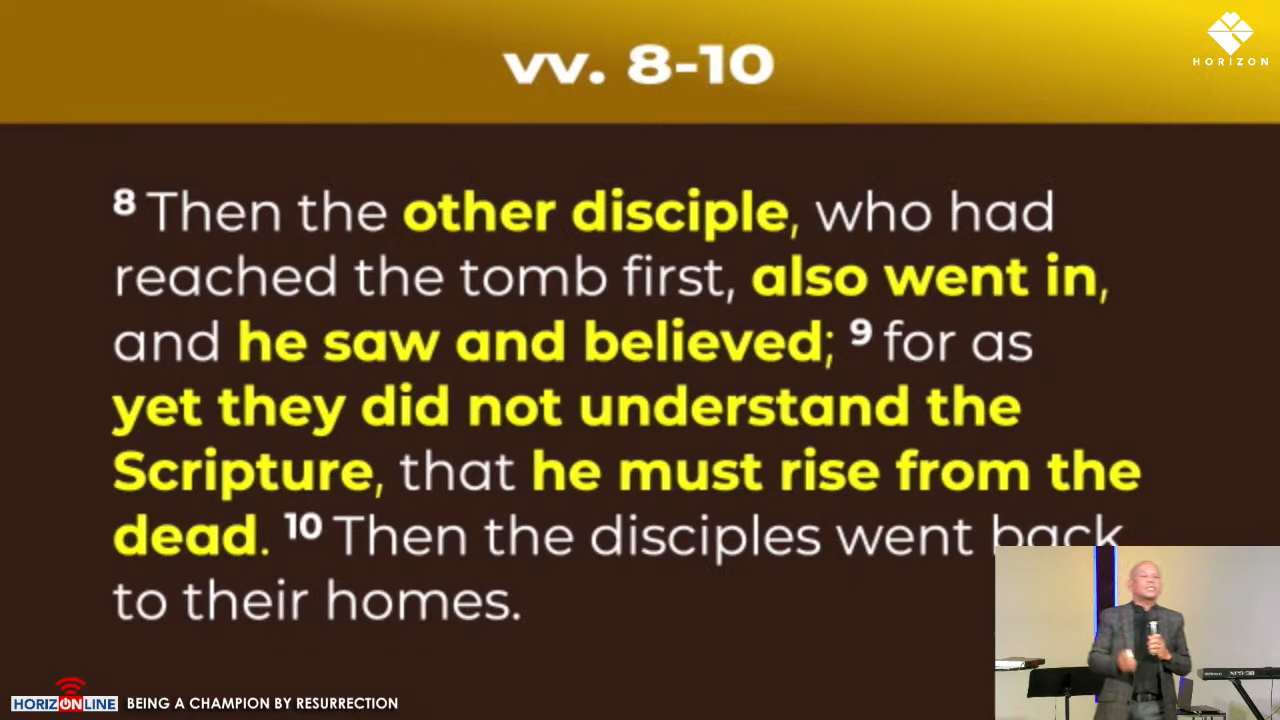 vv. 8-10
HORIZON
8 Then the other disciple, who had
reached the tomb first, also went in,
and he saw and believed; 9 for as
yet they did not understand the
Scripture, that he must rise from the
dead. 10 Then the disciples went back
to their homes.
HORIZONLINE BEING A CHAMPION BY RESURRECTION